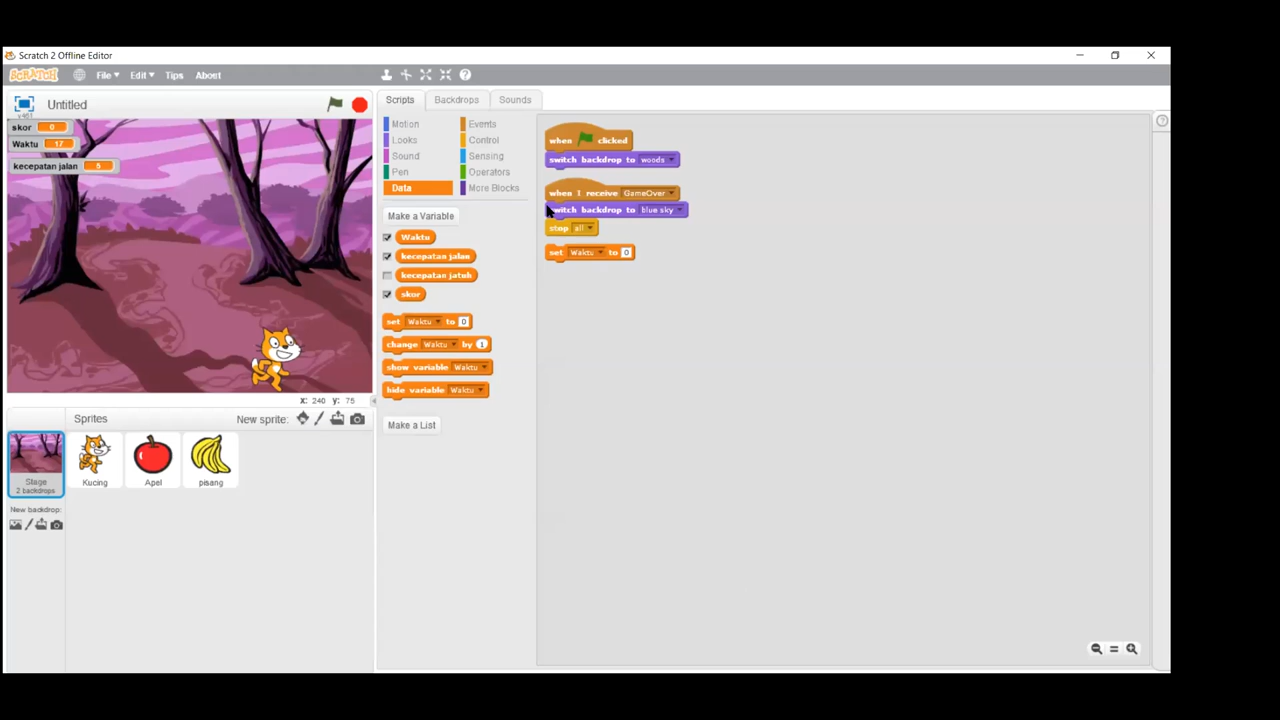 Scratch 2 Offline Editor
SCRATCH File Edit Tips About
Untitled
v461
skor 0
Waktu 17
kecepatan jalan 5
x: 240 y: 75
Sprites New sprite:
Stage
2 backdrops
New backdrop:
Kucing
Apel
pisang
Scripts Backdrops Sounds
Motion Events
Looks Control
Sound Sensing
Pen Operators
Data More Blocks
Make a Variable
Waktu
kecepatan jalan
kecepatan jatuh
skor
set Waktu to 0
change Waktu by 1
show variable Waktu
hide variable Waktu
Make a List
when clicked
switch backdrop to woods
when I receive GameOver
switch backdrop to blue sky
stop all
set Waktu to 0